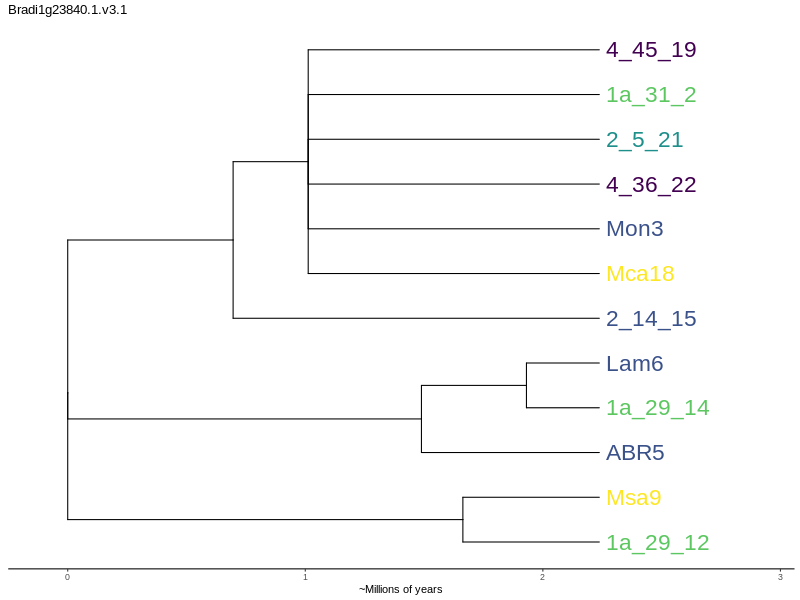 Bradi1g23840.1.v3.1
4_45_19
1a_31_2
2_5_21
4_36_22
Mon3
Mca18
2_14_15
Lam6
1a_29_14
ABR5
Msa9
1a_29_12
0 1 2 3
~Millions of years